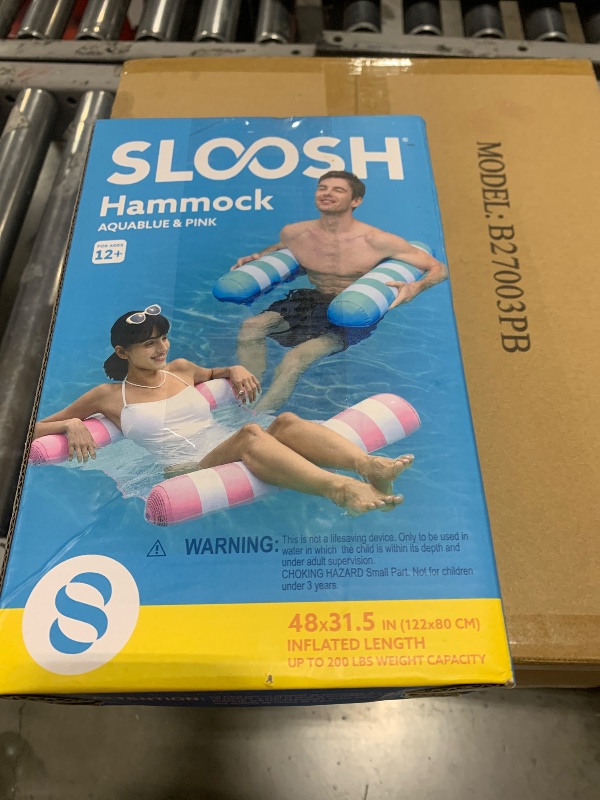 SLOOSH®
Hammock
AQUABLUE & PINK
FOR AGES
12+
MODEL: B27003PB
WARNING: This is not a lifesaving device. Only to be used in
water in which the child is within its depth and
under adult supervision.
CHOKING HAZARD Small Part. Not for children
under 3 years.
48x31.5 IN (122x80 CM)
INFLATED LENGTH
UP TO 200 LBS WEIGHT CAPACITY